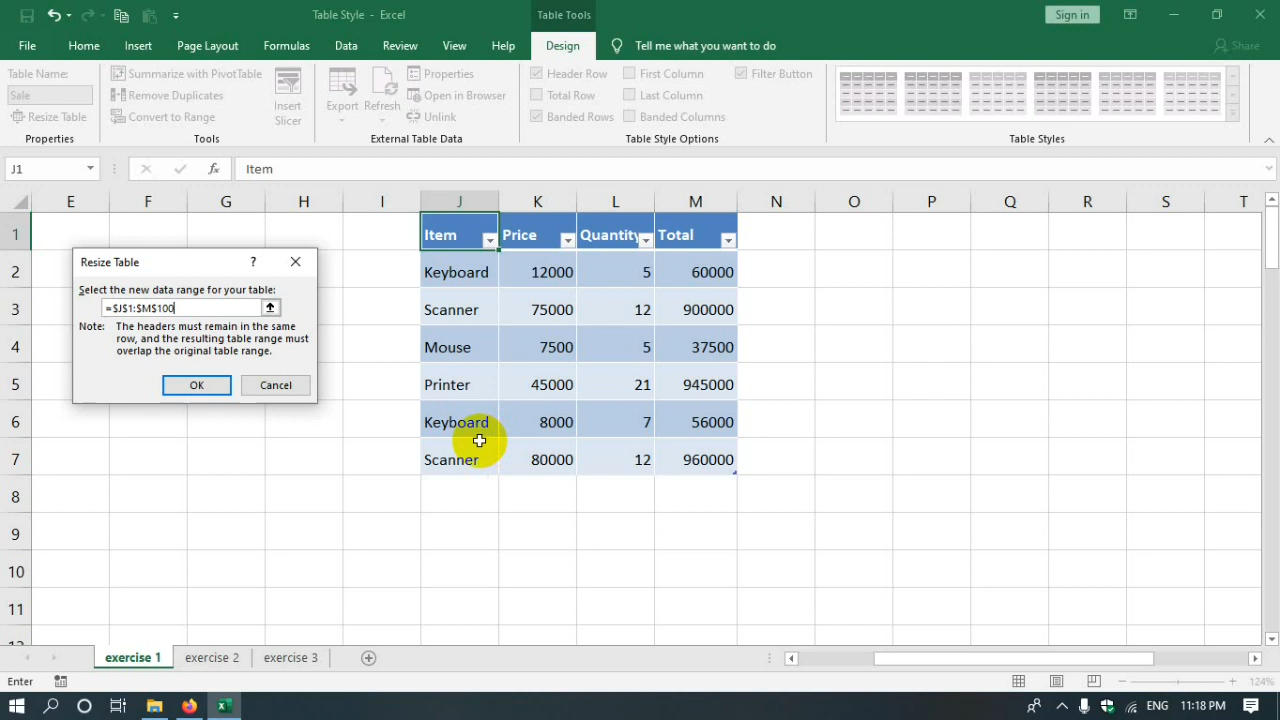 Table Style - Excel
Table Tools
Sign in
File
Home
Insert
Page Layout
Formulas
Data
Review
View
Help
Design
Tell me what you want to do
Share
Table Name:
Sale
Resize Table
Properties
Summarize with PivotTable
Remove Duplicates
Convert to Range
Insert
Slicer
Tools
Export
Refresh
Properties
Open in Browser
Unlink
External Table Data
Header Row
First Column
Filter Button
Total Row
Last Column
Banded Rows
Banded Columns
Table Style Options
Table Styles
J1
fx
Item
E F G H I J K L M N O P Q R S T
1 Item Price Quantity Total
2 Keyboard 12000 5 60000
3 Scanner 75000 12 900000
4 Mouse 7500 5 37500
5 Printer 45000 21 945000
6 Keyboard 8000 7 56000
7 Scanner 80000 12 960000
8
9
10
11
Resize Table
?
Select the new data range for your table:
=$J$1:$M$100
Note: The headers must remain in the same
row, and the resulting table range must
overlap the original table range.
OK
Cancel
exercise 1
exercise 2
exercise 3
Enter
124%
ENG
11:18 PM